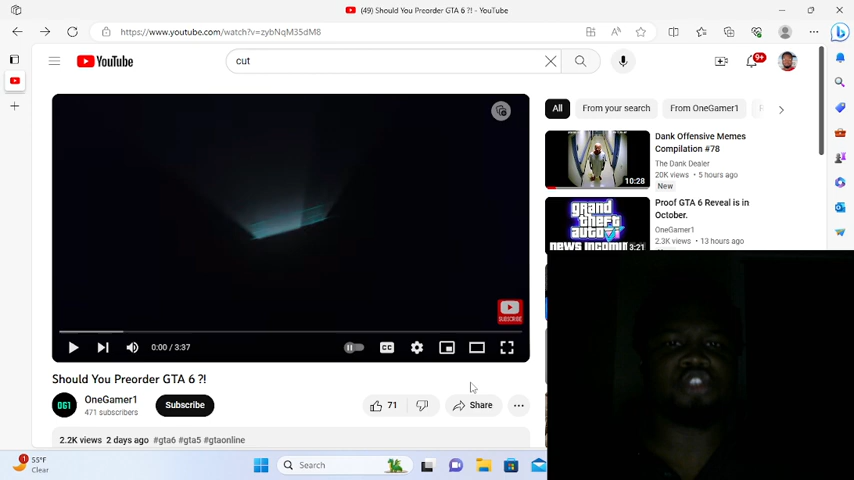 (49) Should You Preorder GTA 6 ?! - YouTube
https://www.youtube.com/watch?v=zybNqM35dM8
YouTube
cut
9+
All
From your search
From OneGamer1
SUBSCRIBE
0:00 / 3:37
CC
Should You Preorder GTA 6 ?!
OG1
OneGamer1
471 subscribers
Subscribe
71
Share
2.2K views 2 days ago #gta6 #gta5 #gtaonline
10:28
Dank Offensive Memes
Compilation #78
The Dank Dealer
20K views • 5 hours ago
New
grand
theft
auto
NEWS INCOMI
3:21
Proof GTA 6 Reveal is in
October.
OneGamer1
2.3K views • 13 hours ago
1
55°F
Clear
Search